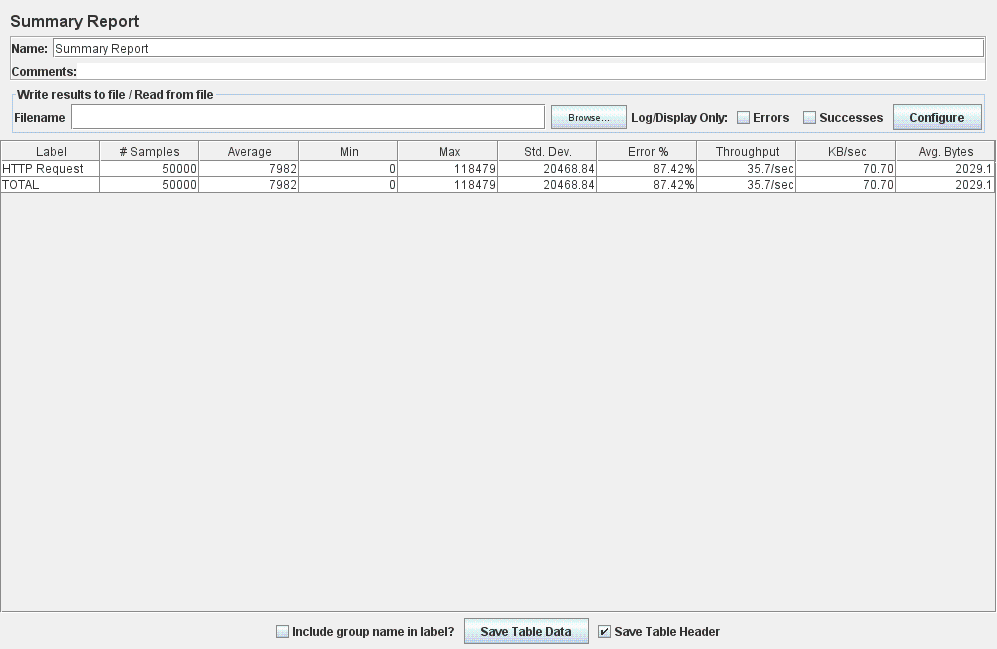 Summary Report
Name: Summary Report
Comments:
Write results to file / Read from file
Filename Browse... Log/Display Only: Errors Successes Configure
Label # Samples Average Min Max Std. Dev. Error % Throughput KB/sec Avg. Bytes
HTTP Request 50000 7982 0 118479 20468.84 87.42% 35.7/sec 70.70 2029.1
TOTAL 50000 7982 0 118479 20468.84 87.42% 35.7/sec 70.70 2029.1
Include group name in label? Save Table Data Save Table Header